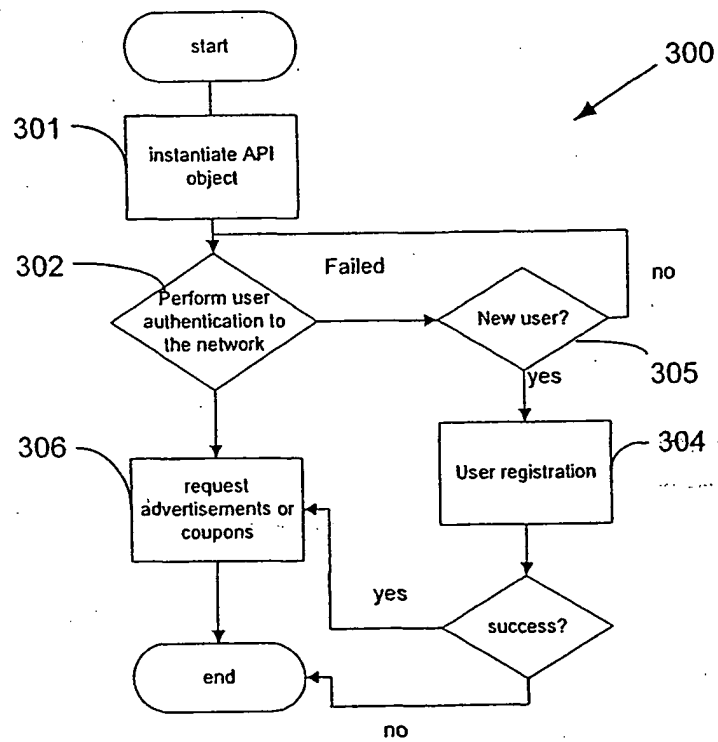 start
300
301
instantiate API
object
302
Failed
no
Perform user
authentication to
the network
New user?
305
yes
306
304
request
advertisements or
coupons
User registration
yes
success?
end
no